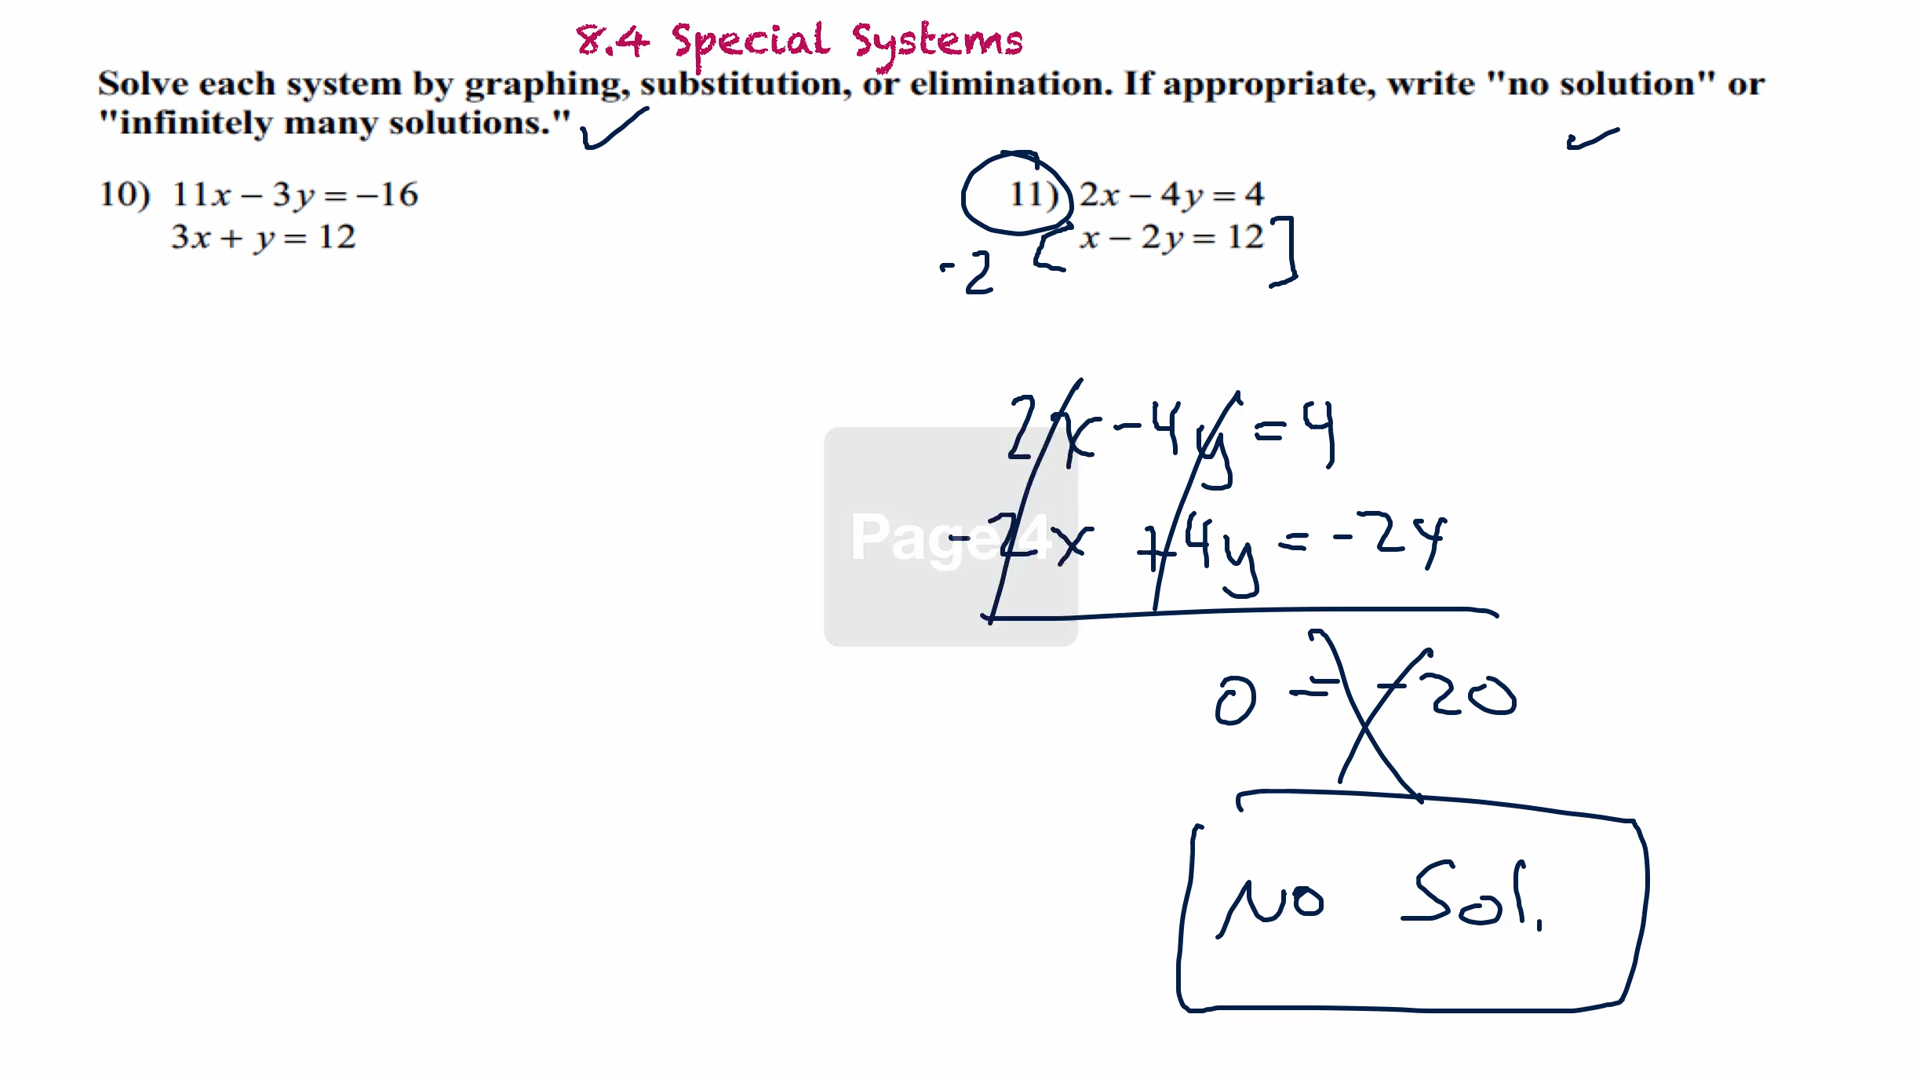 8.4 Special Systems
Solve each system by graphing, substitution, or elimination. If appropriate, write "no solution" or
"infinitely many solutions."
10) 11x – 3y = –16
3x + y = 12
11) 2x – 4y = 4
-2 [ x – 2y = 12 ]
2x - 4y = 4
Page 4
-2x + 4y = -24
0 = -20
No Sol.